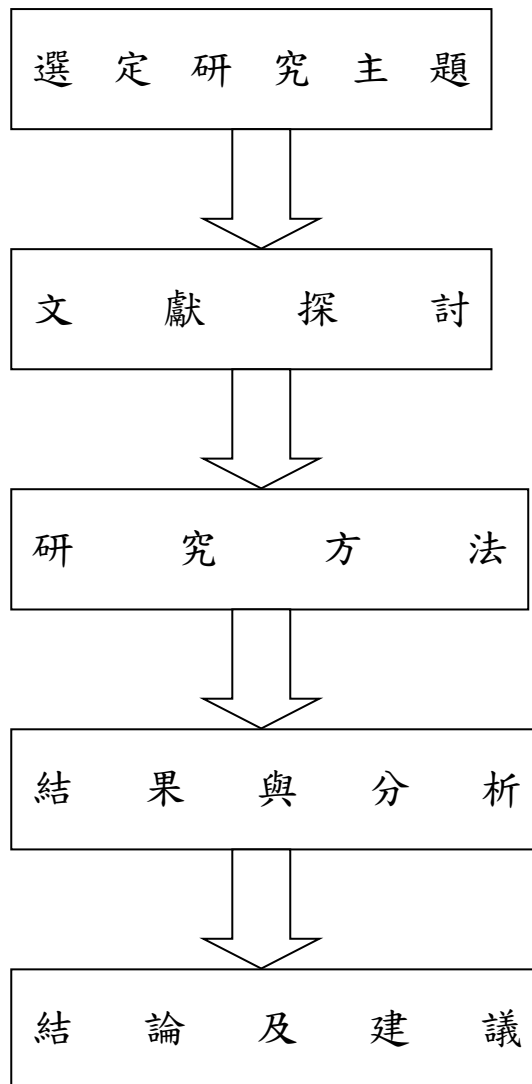 選定研究主題
文獻探討
研究方法
結果與分析
結論及建議